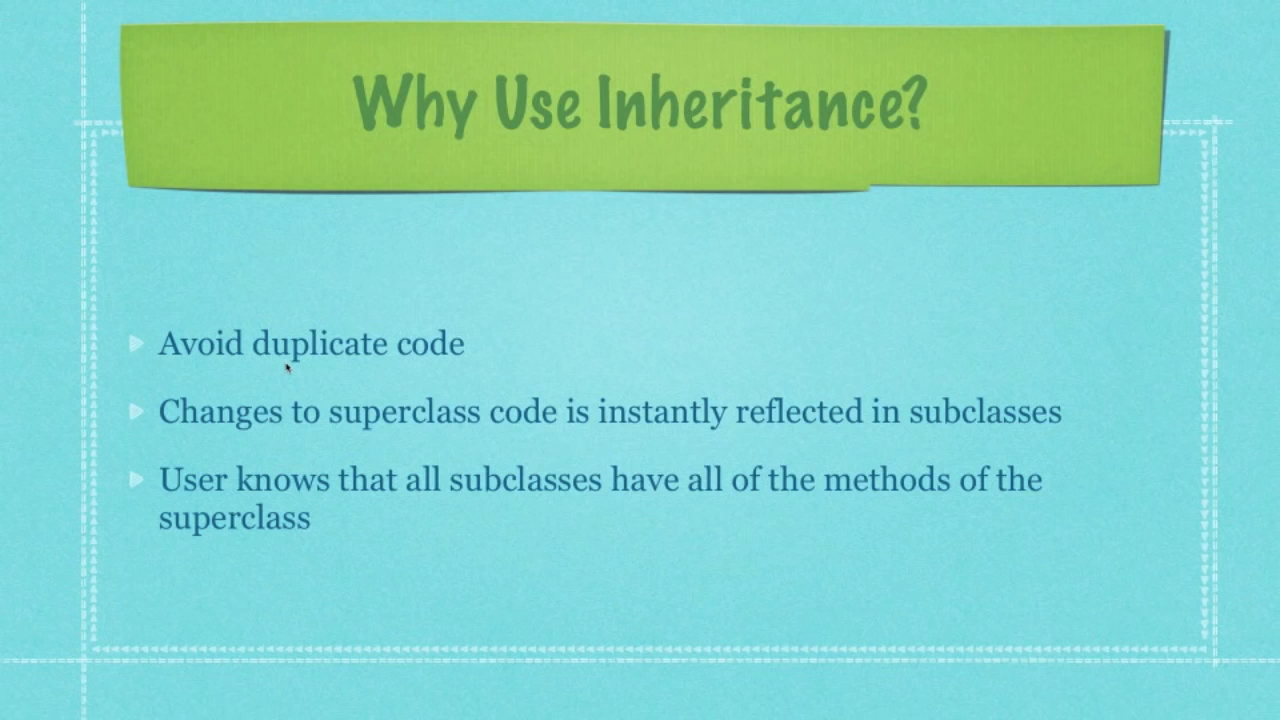 Why Use Inheritance?
Avoid duplicate code
Changes to superclass code is instantly reflected in subclasses
User knows that all subclasses have all of the methods of the
superclass